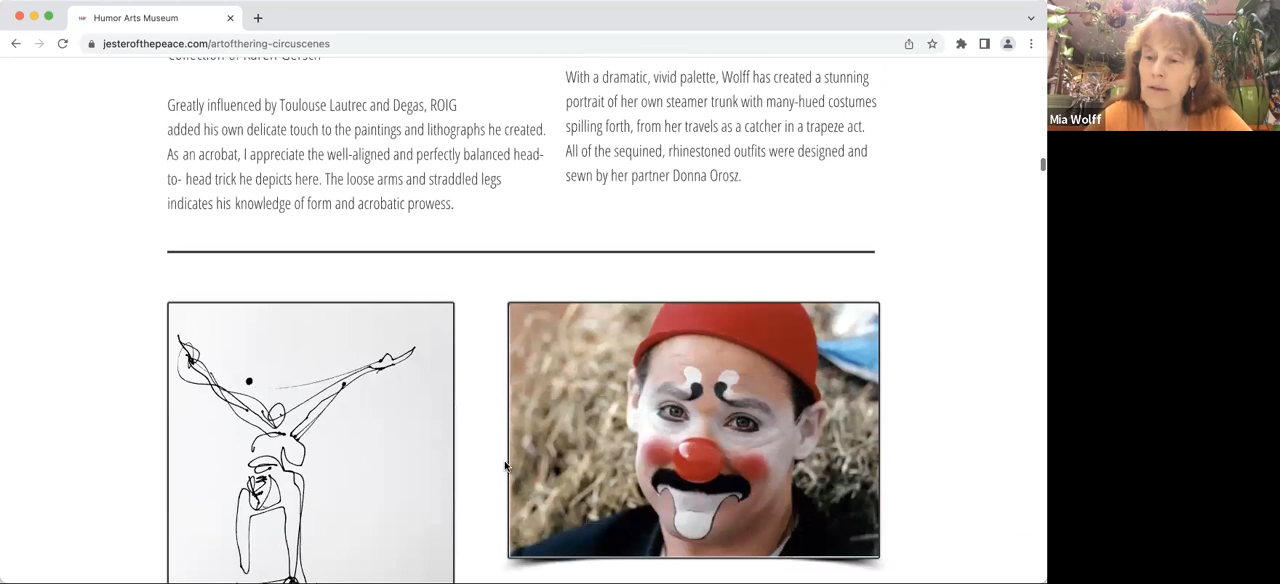 Humor Arts Museum
jesterofthepeace.com/artofthering-circuscenes
Collection of Karen Gersch
Greatly influenced by Toulouse Lautrec and Degas, ROIG
added his own delicate touch to the paintings and lithographs he created.
As an acrobat, I appreciate the well-aligned and perfectly balanced head-
to- head trick he depicts here. The loose arms and straddled legs
indicates his knowledge of form and acrobatic prowess.
With a dramatic, vivid palette, Wolff has created a stunning
portrait of her own steamer trunk with many-hued costumes
spilling forth, from her travels as a catcher in a trapeze act.
All of the sequined, rhinestoned outfits were designed and
sewn by her partner Donna Orosz.
Mia Wolff